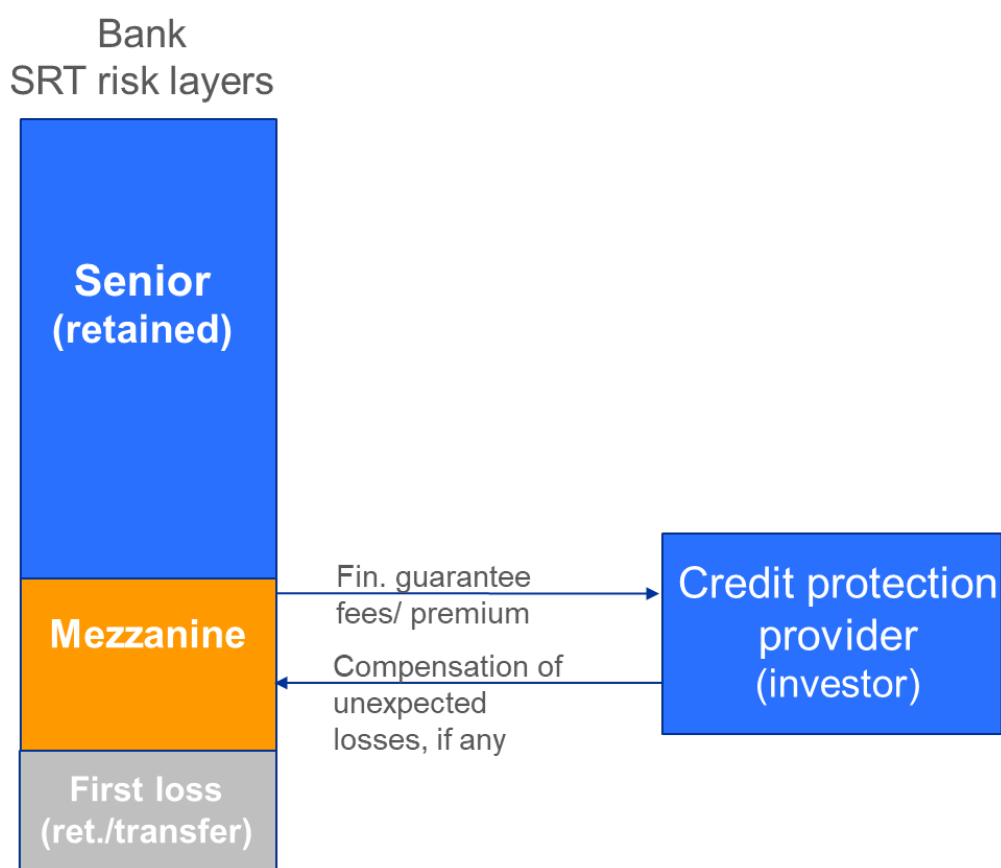 Bank
SRT risk layers
Senior
(retained)
Mezzanine
First loss
(ret./transfer)
Fin. guarantee
fees/ premium
Compensation of
unexpected
losses, if any
Credit protection
provider
(investor)